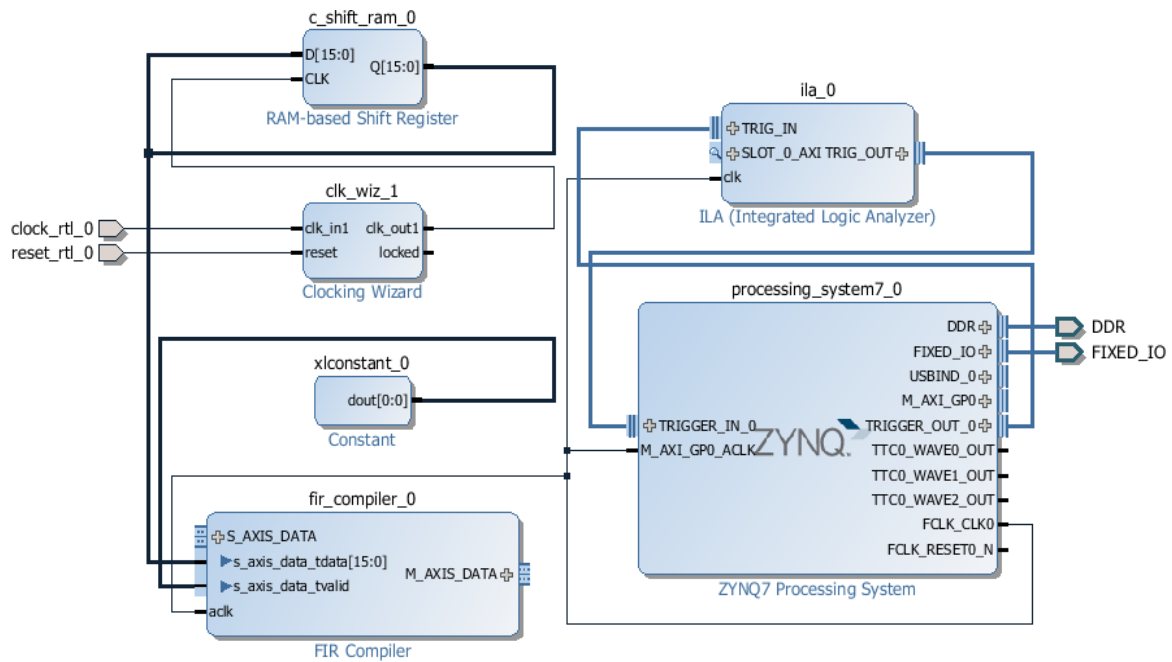 c_shift_ram_0
D[15:0]
CLK
Q[15:0]
RAM-based Shift Register
clk_wiz_1
clock_rtl_0
reset_rtl_0
clk_in1
reset
clk_out1
locked
Clocking Wizard
xlconstant_0
dout[0:0]
Constant
fir_compiler_0
S_AXIS_DATA
s_axis_data_tdata[15:0]
s_axis_data_tvalid
aclk
M_AXIS_DATA
FIR Compiler
ila_0
TRIG_IN
SLOT_0_AXI
clk
TRIG_OUT
ILA (Integrated Logic Analyzer)
processing_system7_0
TRIGGER_IN_0
M_AXI_GP0_ACLK
ZYNQ.
DDR
FIXED_IO
USBIND_0
M_AXI_GP0
TRIGGER_OUT_0
TTC0_WAVE0_OUT
TTC0_WAVE1_OUT
TTC0_WAVE2_OUT
FCLK_CLK0
FCLK_RESET0_N
ZYNQ7 Processing System
DDR
FIXED_IO